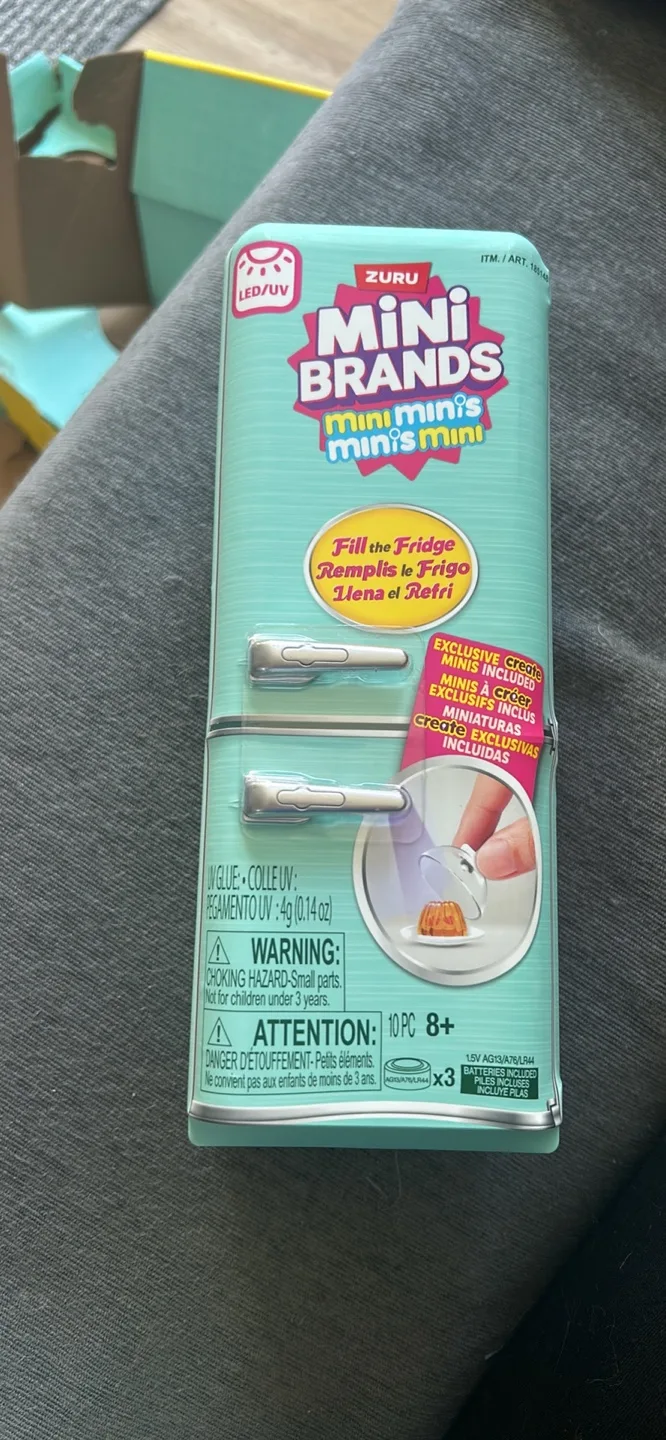 ITM. / ART.
LED/UV
ZURU
MiNi
BRANDS
mini minis
minis mini
Fill the Fridge
Remplis le Frigo
Llena el Refri
EXCLUSIVE create
MINIS INCLUDED
MINIS À créer
EXCLUSIFS INCLUS
MINIATURAS
create EXCLUSIVAS
INCLUIDAS
UV GLUE: • COLLE UV :
PEGAMENTO UV : 4g (0.14 oz)
WARNING:
CHOKING HAZARD-Small parts.
Not for children under 3 years.
ATTENTION:
DANGER D'ÉTOUFFEMENT- Petits éléments.
Ne convient pas aux enfants de moins de 3 ans.
10 PC 8+
AG13/A76/LR44 x3
1.5V AG13/A76/LR44
BATTERIES INCLUDED
PILES INCLUSES
INCLUYE PILAS